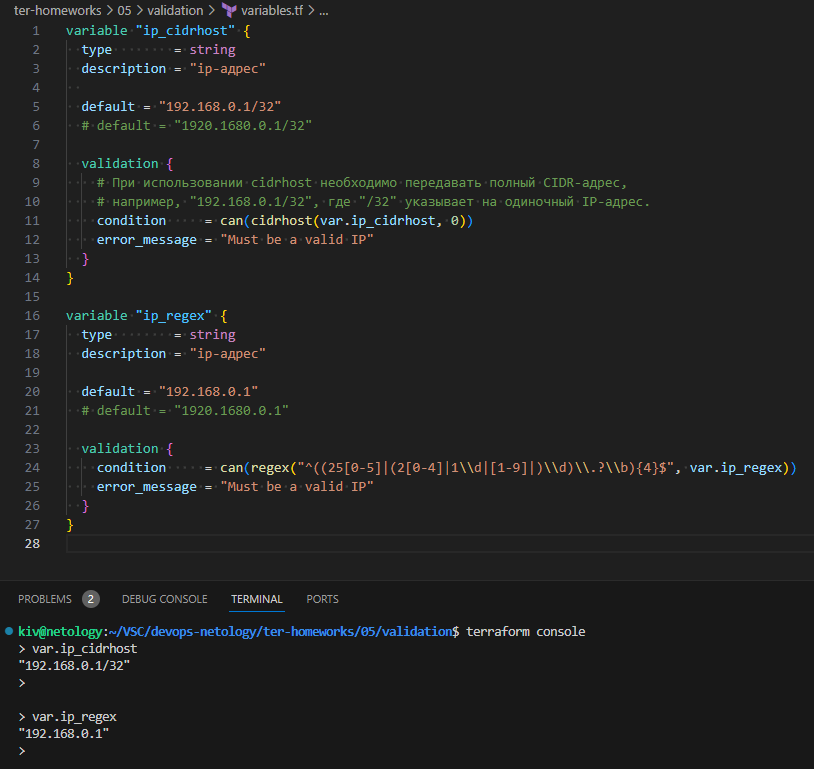 ter-homeworks > 05 > validation > variables.tf > ...
1 variable "ip_cidrhost" {
2   type        = string
3   description = "ip-адрес"
4
5   default = "192.168.0.1/32"
6   # default = "1920.1680.0.1/32"
7
8   validation {
9     # При использовании cidrhost необходимо передавать полный CIDR-адрес,
10     # например, "192.168.0.1/32", где "/32" указывает на одиночный IP-адрес.
11     condition     = can(cidrhost(var.ip_cidrhost, 0))
12     error_message = "Must be a valid IP"
13   }
14 }
15
16 variable "ip_regex" {
17   type        = string
18   description = "ip-адрес"
19
20   default = "192.168.0.1"
21   # default = "1920.1680.0.1"
22
23   validation {
24     condition     = can(regex("^((25[0-5]|(2[0-4]|1\\d|[1-9]|)\\d)\\.?\\b){4}$", var.ip_regex))
25     error_message = "Must be a valid IP"
26   }
27 }
28
PROBLEMS 2 DEBUG CONSOLE TERMINAL PORTS
kiv@netology:~/VSC/devops-netology/ter-homeworks/05/validation$ terraform console
> var.ip_cidrhost
"192.168.0.1/32"
>
> var.ip_regex
"192.168.0.1"
>